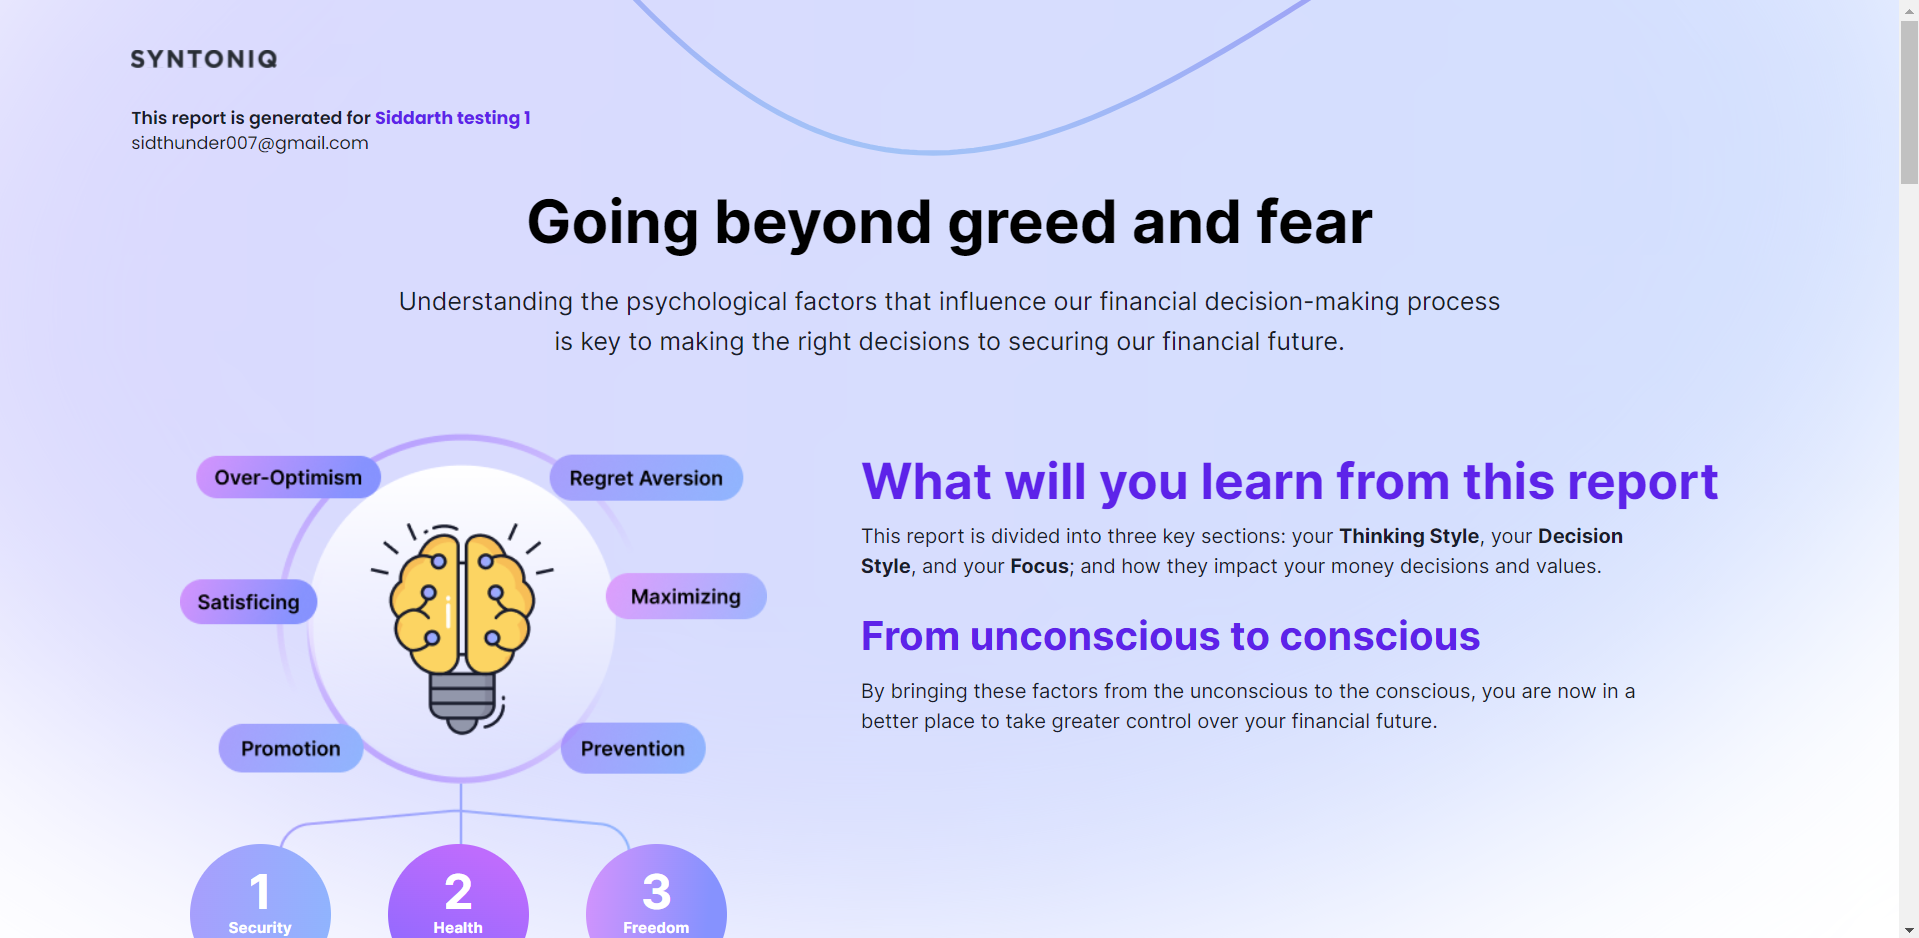 SYNTONIQ
This report is generated for Siddarth testing 1
sidthunder007@gmail.com
Going beyond greed and fear
Understanding the psychological factors that influence our financial decision-making process
is key to making the right decisions to securing our financial future.
Over-Optimism
Regret Aversion
Satisficing
Maximizing
Promotion
Prevention
1
Security
2
Health
3
Freedom
What will you learn from this report
This report is divided into three key sections: your Thinking Style, your Decision
Style, and your Focus; and how they impact your money decisions and values.
From unconscious to conscious
By bringing these factors from the unconscious to the conscious, you are now in a
better place to take greater control over your financial future.